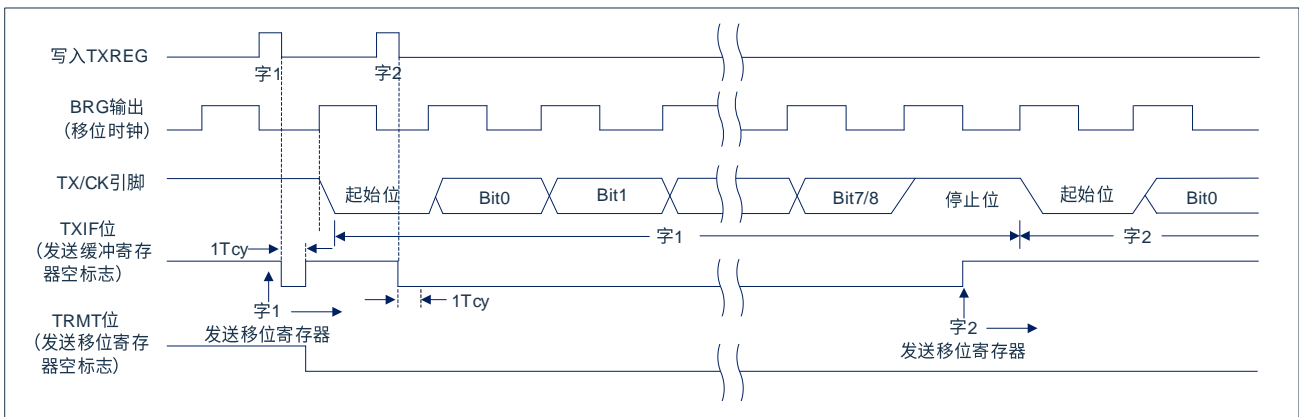 写入TXREG
字1
字2
BRG输出
（移位时钟）
TX/CK引脚
起始位
Bit0
Bit1
Bit7/8
停止位
起始位
Bit0
字1
字2
TXIF位
（发送缓冲寄存
器空标志）
1Tcy
1Tcy
字1
发送移位寄存器
字2
发送移位寄存器
TRMT位
（发送移位寄存
器空标志）